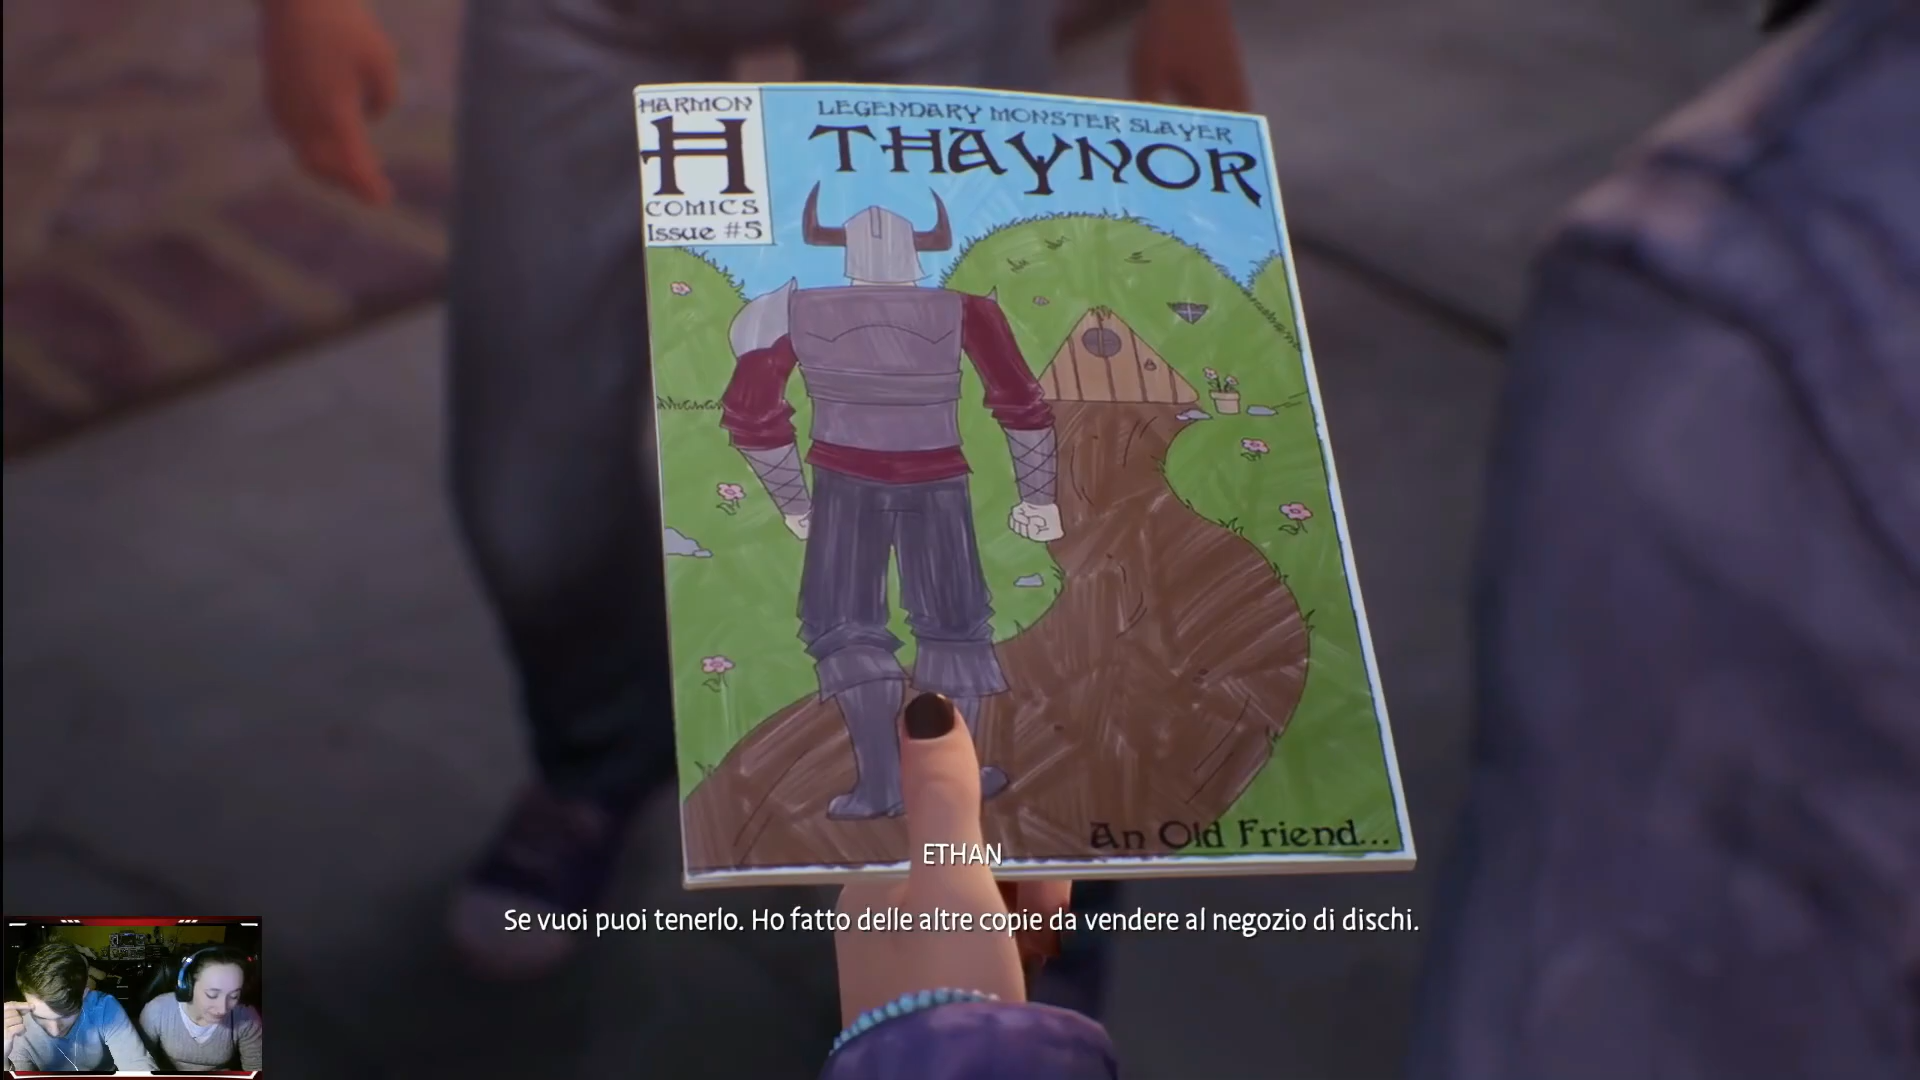 HARMON
H
COMICS
Issue #5
LEGENDARY MONSTER SLAYER
THAYNOR
An Old Friend...
ETHAN
Se vuoi puoi tenerlo. Ho fatto delle altre copie da vendere al negozio di dischi.